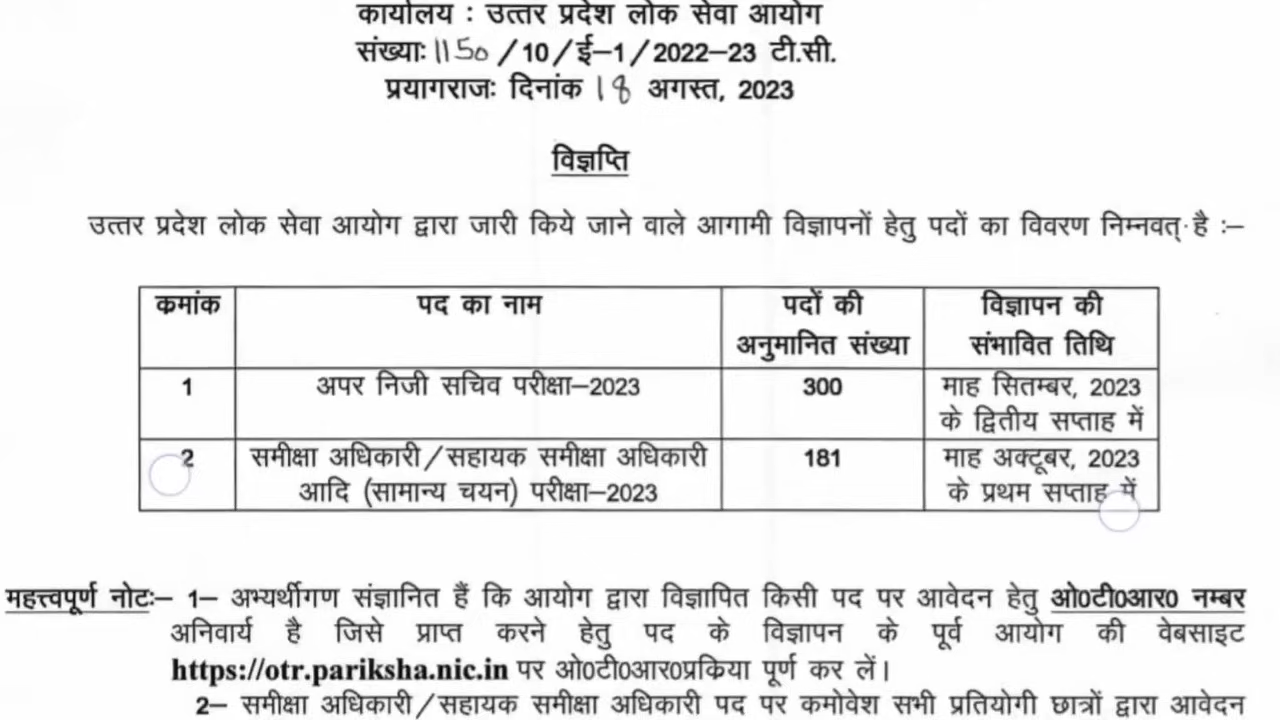 कार्यालय : उत्तर प्रदेश लोक सेवा आयोग
संख्याः 1150 /10/ई–1/2022–23 टी.सी.
प्रयागराजः दिनांक 18 अगस्त, 2023
विज्ञप्ति
उत्तर प्रदेश लोक सेवा आयोग द्वारा जारी किये जाने वाले आगामी विज्ञापनों हेतु पदों का विवरण निम्नवत् है :–
कमांक पद का नाम पदों की विज्ञापन की
अनुमानित संख्या संभावित तिथि
1 अपर निजी सचिव परीक्षा–2023 300 माह सितम्बर, 2023
के द्वितीय सप्ताह में
2 समीक्षा अधिकारी/सहायक समीक्षा अधिकारी 181 माह अक्टूबर, 2023
आदि (सामान्य चयन) परीक्षा–2023 के प्रथम सप्ताह में
महत्त्वपूर्ण नोटः– 1– अभ्यर्थीगण संज्ञानित हैं कि आयोग द्वारा विज्ञापित किसी पद पर आवेदन हेतु ओ0टी0आर0 नम्बर
अनिवार्य है जिसे प्राप्त करने हेतु पद के विज्ञापन के पूर्व आयोग की वेबसाइट
https://otr.pariksha.nic.in पर ओ0टी0आर0प्रक्रिया पूर्ण कर लें।
2– समीक्षा अधिकारी/सहायक समीक्षा अधिकारी पद पर कमोवेश सभी प्रतियोगी छात्रों द्वारा आवेदन